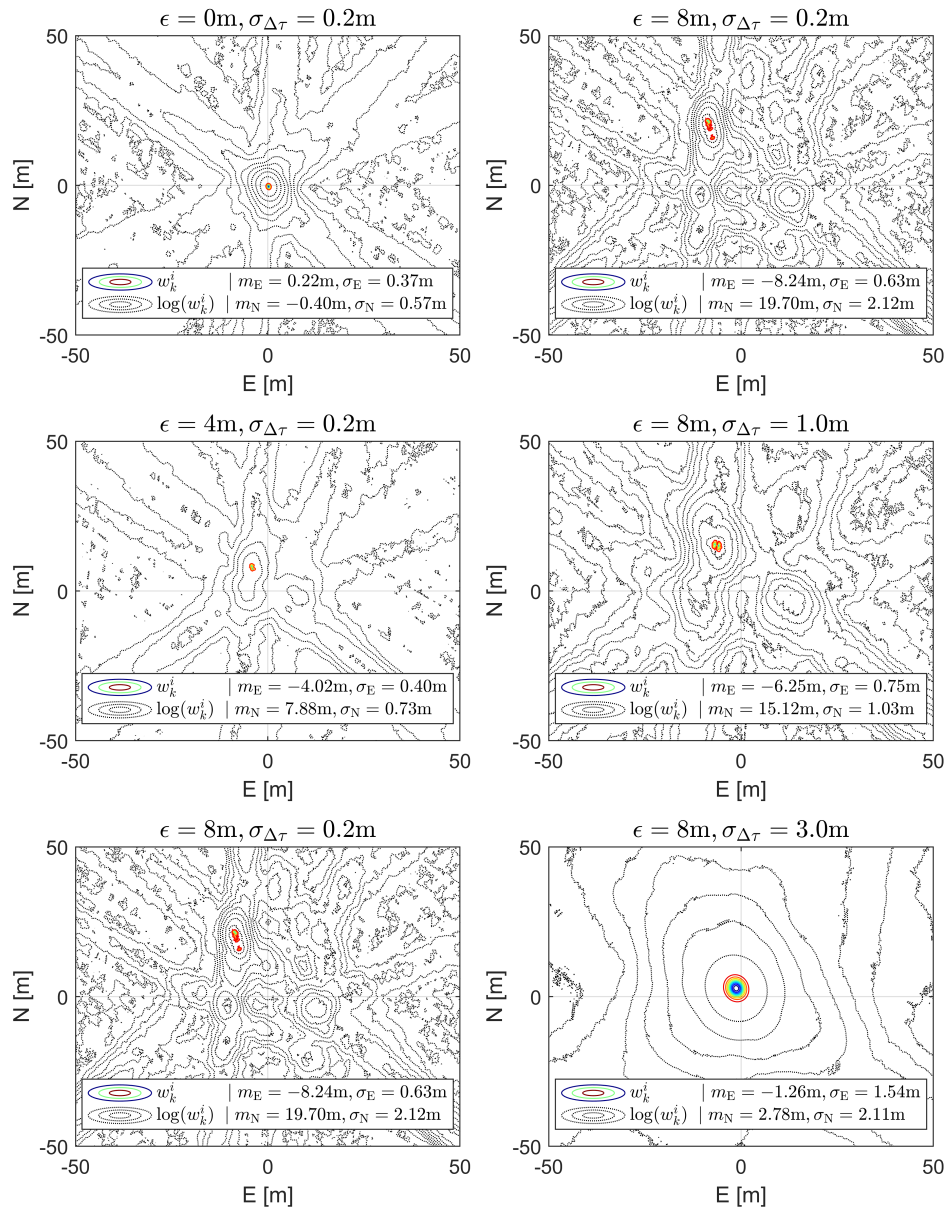 ϵ = 0m, σΔτ = 0.2m
50
0
-50
N [m]
w_k^i | m_E = 0.22m, σ_E = 0.37m
log(w_k^i) | m_N = −0.40m, σ_N = 0.57m
-50 0 50
E [m]
ϵ = 8m, σΔτ = 0.2m
50
0
-50
N [m]
w_k^i | m_E = −8.24m, σ_E = 0.63m
log(w_k^i) | m_N = 19.70m, σ_N = 2.12m
-50 0 50
E [m]
ϵ = 4m, σΔτ = 0.2m
50
0
-50
N [m]
w_k^i | m_E = −4.02m, σ_E = 0.40m
log(w_k^i) | m_N = 7.88m, σ_N = 0.73m
-50 0 50
E [m]
ϵ = 8m, σΔτ = 1.0m
50
0
-50
N [m]
w_k^i | m_E = −6.25m, σ_E = 0.75m
log(w_k^i) | m_N = 15.12m, σ_N = 1.03m
-50 0 50
E [m]
ϵ = 8m, σΔτ = 0.2m
50
0
-50
N [m]
w_k^i | m_E = −8.24m, σ_E = 0.63m
log(w_k^i) | m_N = 19.70m, σ_N = 2.12m
-50 0 50
E [m]
ϵ = 8m, σΔτ = 3.0m
50
0
-50
N [m]
w_k^i | m_E = −1.26m, σ_E = 1.54m
log(w_k^i) | m_N = 2.78m, σ_N = 2.11m
-50 0 50
E [m]